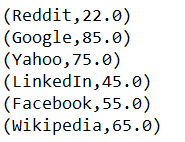 (Reddit,22.0)
(Google,85.0)
(Yahoo,75.0)
(LinkedIn,45.0)
(Facebook,55.0)
(Wikipedia,65.0)